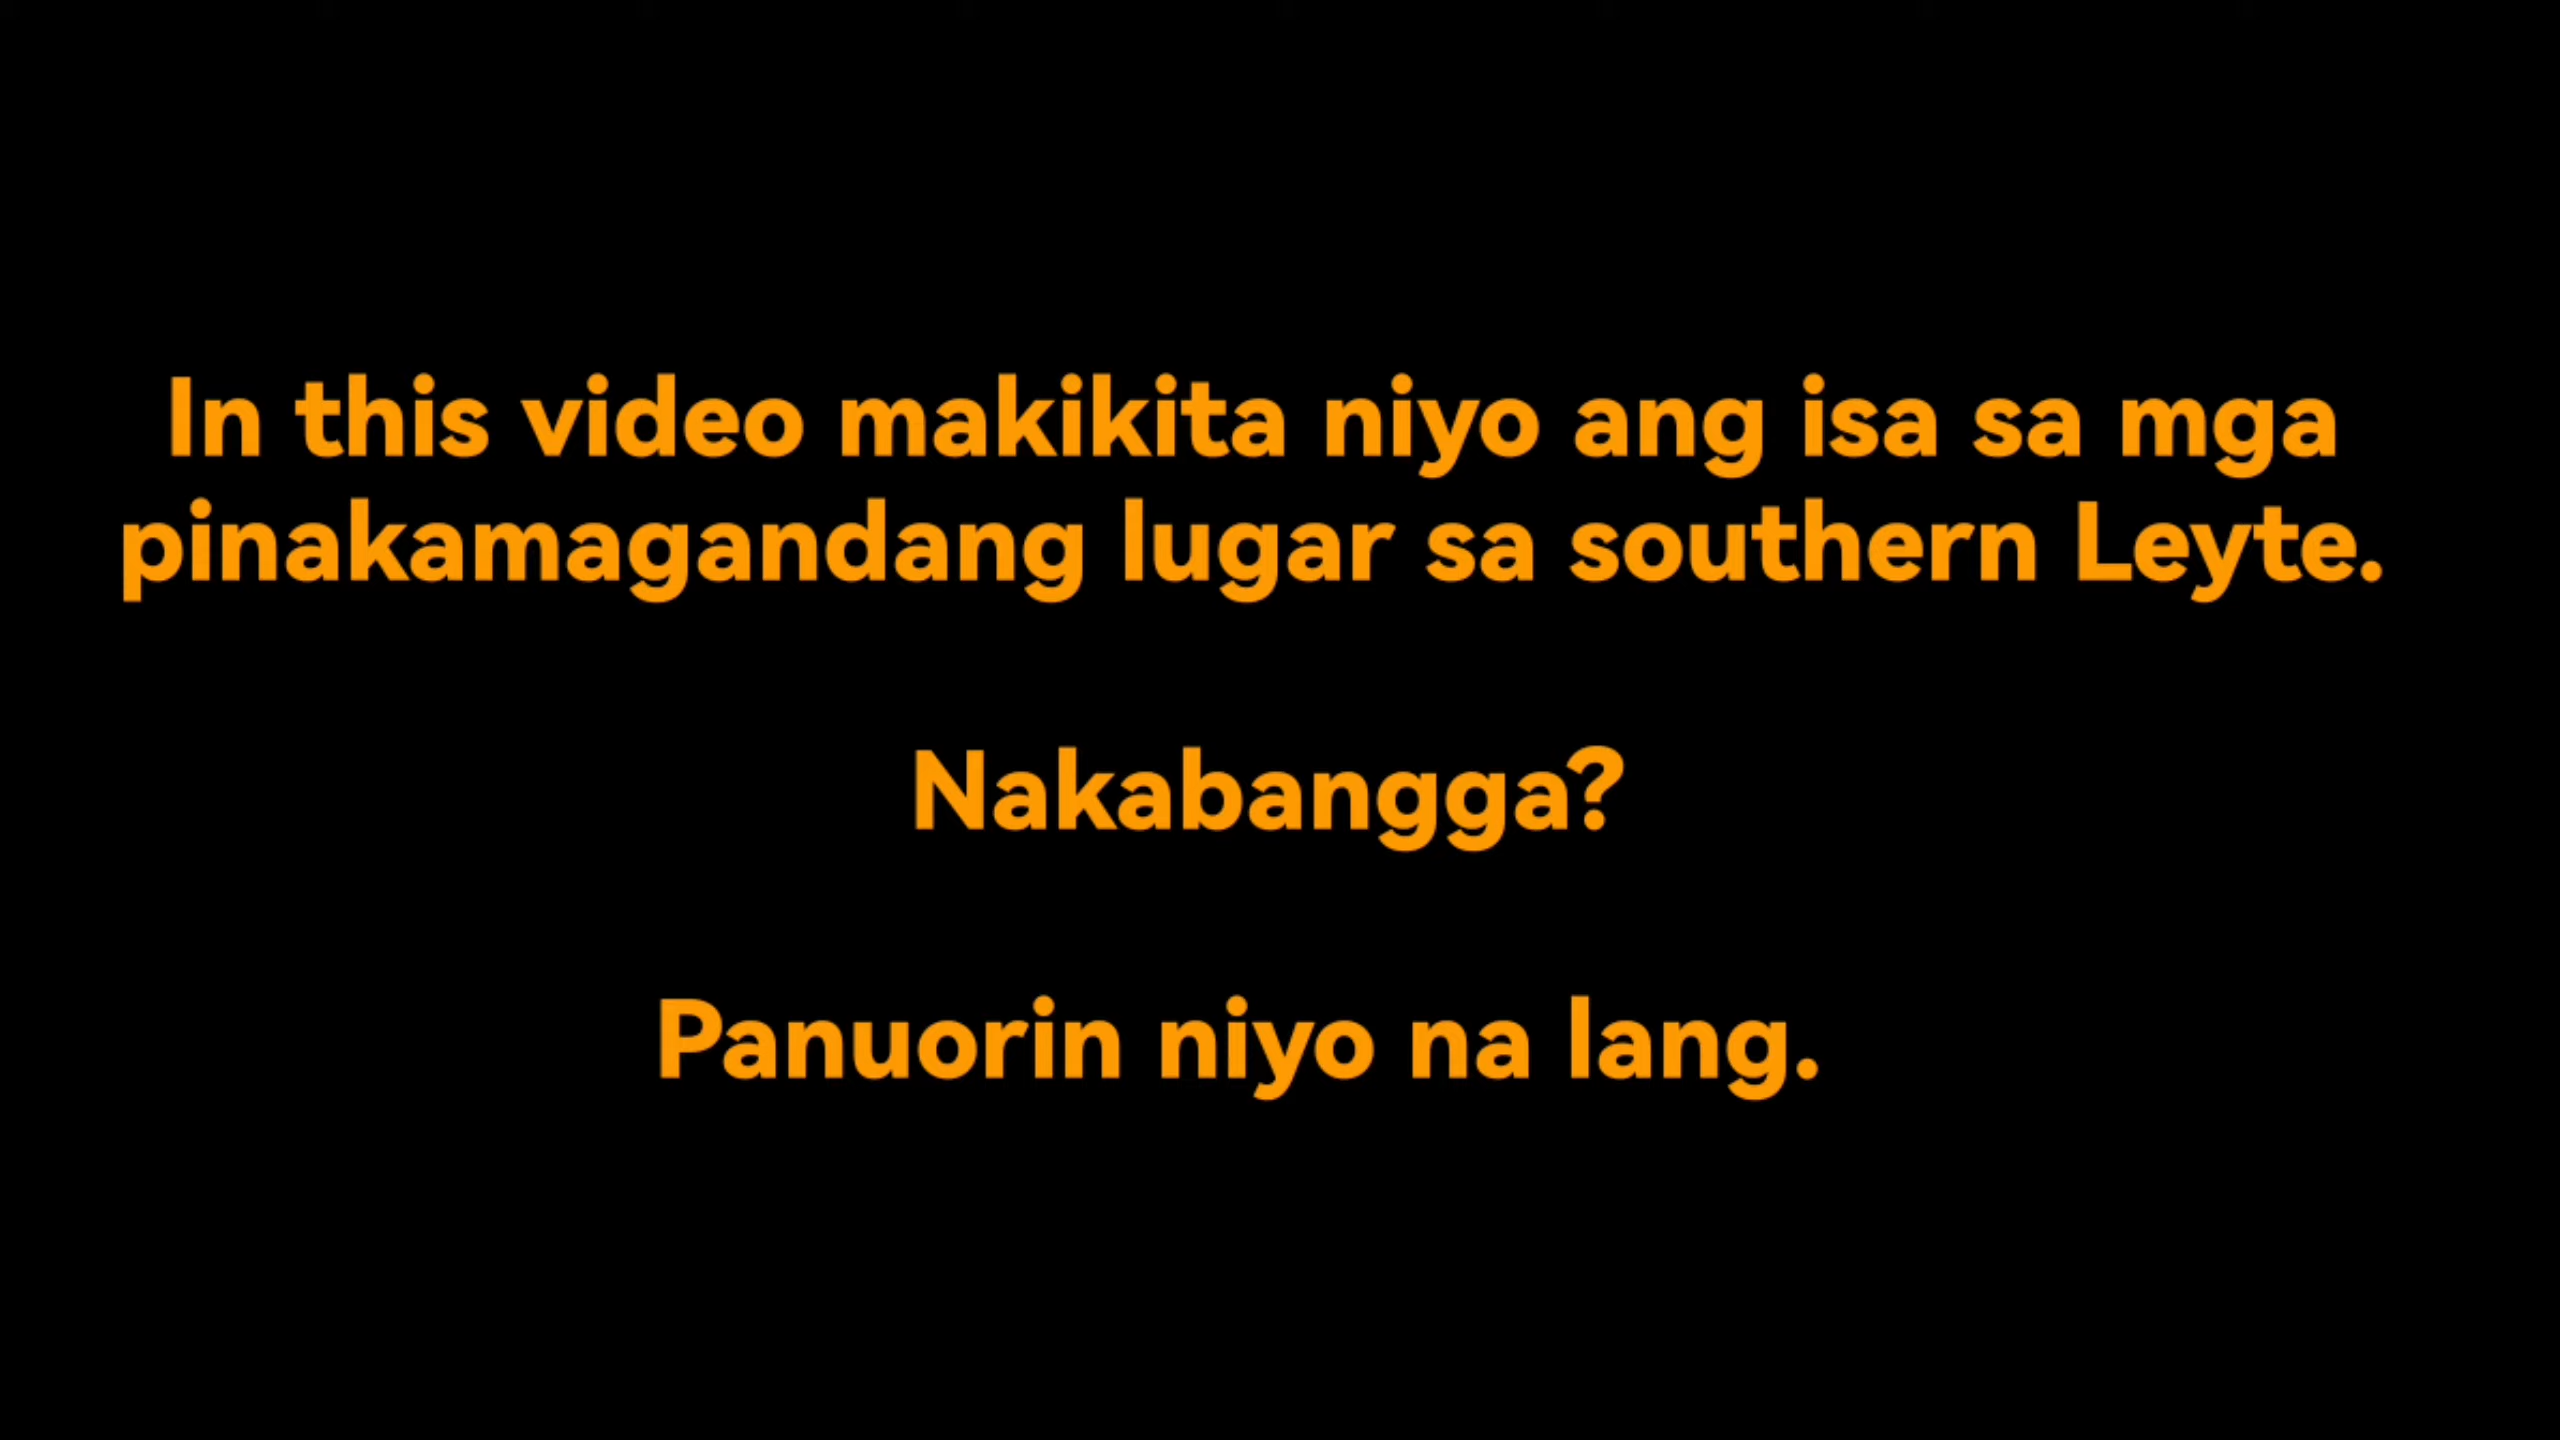 In this video makikita niyo ang isa sa mga
pinakamagandang lugar sa southern Leyte.
Nakabangga?
Panuorin niyo na lang.